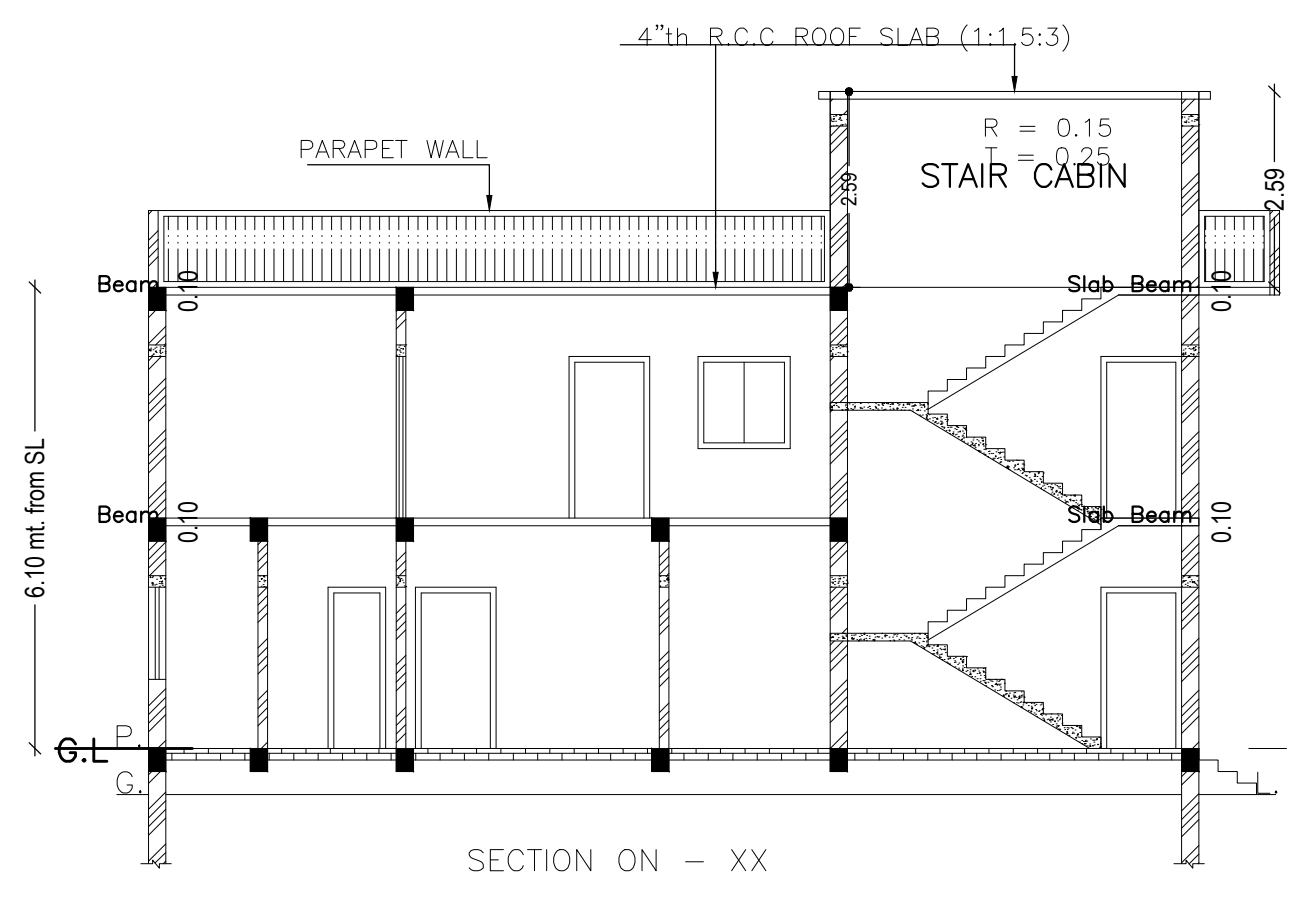 4”th R.C.C ROOF SLAB (1:1.5:3)
R = 0.15
T = 0.25
STAIR CABIN
PARAPET WALL
2.59
2.59
Beam
0.10
Slab Beam
0.10
6.10 mt. from SL
Beam
0.10
Slab Beam
0.10
P.
G.L
G.
SECTION ON - XX